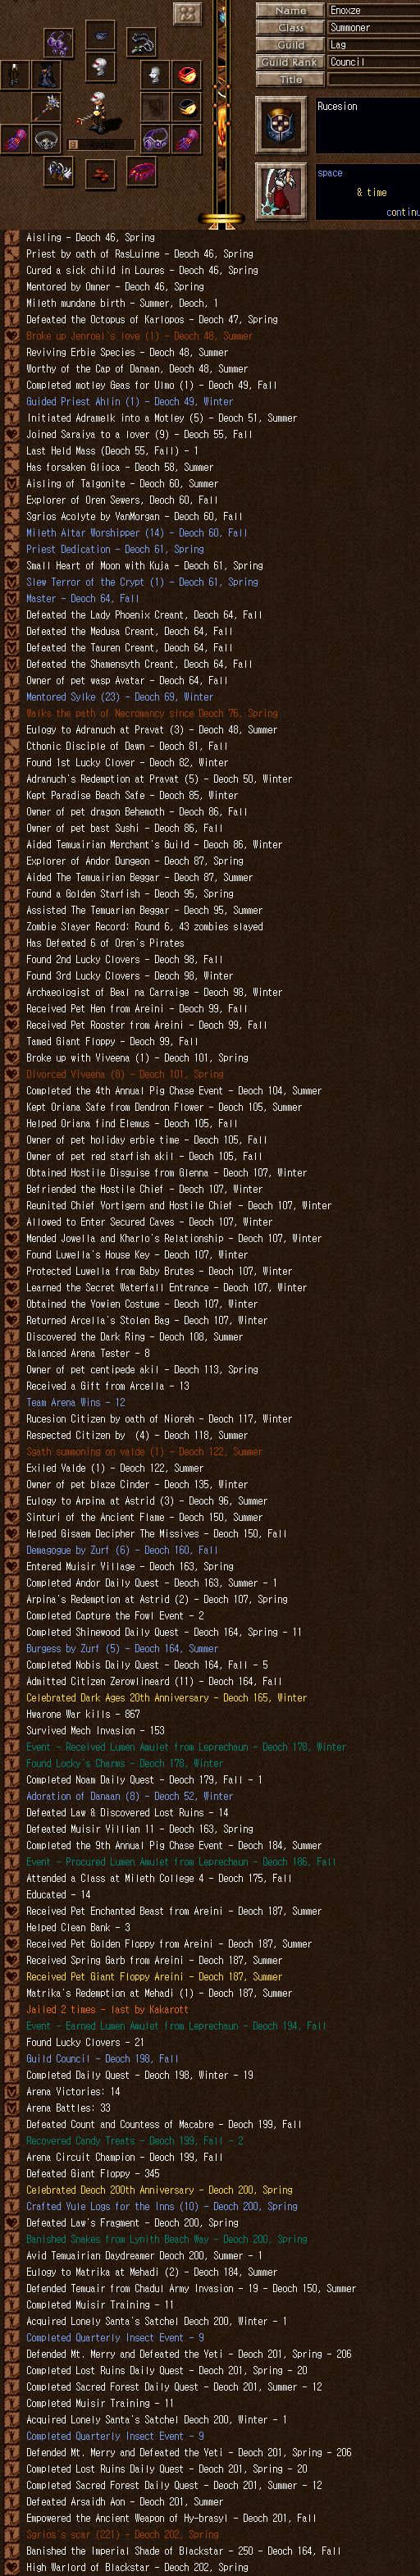 Name Enoxze
Class Summoner
Guild Lag
Guild Rank Council
Title
Awake
Rucesion
space
& time
continu
Aisling - Deoch 46, Spring
Priest by oath of RasLuinne - Deoch 46, Spring
Cured a sick child in Loures - Deoch 46, Spring
Mentored by Omner - Deoch 46, Spring
Mileth mundane birth - Summer, Deoch, 1
Defeated the Octopus of Karlopos - Deoch 47, Spring
Broke up Jenroel's love (1) - Deoch 48, Summer
Reviving Erbie Species - Deoch 48, Summer
Worthy of the Cap of Danaan, Deoch 48, Summer
Completed motley Geas for Ulmo (1) - Deoch 49, Fall
Guided Priest Ahlin (1) - Deoch 49, Winter
Initiated Adramelk into a Motley (5) - Deoch 51, Summer
Joined Saraiya to a lover (9) - Deoch 55, Fall
Last Held Mass (Deoch 55, Fall) - 1
Has forsaken Glioca - Deoch 58, Summer
Aisling of Talgonite - Deoch 60, Summer
Explorer of Oren Sewers, Deoch 60, Fall
Sgrios Acolyte by VanMorgan - Deoch 60, Fall
Mileth Altar Worshipper (14) - Deoch 60, Fall
Priest Dedication - Deoch 61, Spring
Small Heart of Moon with Kuja - Deoch 61, Spring
Slew Terror of the Crypt (1) - Deoch 61, Spring
Master - Deoch 64, Fall
Defeated the Lady Phoenix Creant, Deoch 64, Fall
Defeated the Medusa Creant, Deoch 64, Fall
Defeated the Tauren Creant, Deoch 64, Fall
Defeated the Shamensyth Creant, Deoch 64, Fall
Owner of pet wasp Avatar - Deoch 64, Fall
Mentored Sylke (23) - Deoch 69, Winter
Walks the path of Necromancy since Deoch 76, Spring
Eulogy to Adranuch at Pravat (3) - Deoch 48, Summer
Cthonic Disciple of Dawn - Deoch 81, Fall
Found 1st Lucky Clover - Deoch 82, Winter
Adranuch's Redemption at Pravat (5) - Deoch 50, Winter
Kept Paradise Beach Safe - Deoch 85, Winter
Owner of pet dragon Behemoth - Deoch 86, Fall
Owner of pet bast Sushi - Deoch 86, Fall
Aided Temuairian Merchant's Guild - Deoch 86, Winter
Explorer of Andor Dungeon - Deoch 87, Spring
Aided The Temuairian Beggar - Deoch 87, Summer
Found a Golden Starfish - Deoch 95, Spring
Assisted The Temuarian Beggar - Deoch 95, Summer
Zombie Slayer Record: Round 6, 43 zombies slayed
Has Defeated 6 of Oren's Pirates
Found 2nd Lucky Clovers - Deoch 98, Fall
Found 3rd Lucky Clovers - Deoch 98, Winter
Archaeologist of Beal na Carraige - Deoch 98, Winter
Received Pet Hen from Areini - Deoch 99, Fall
Received Pet Rooster from Areini - Deoch 99, Fall
Tamed Giant Floppy - Deoch 99, Fall
Broke up with Viveena (1) - Deoch 101, Spring
Divorced Viveena (8) - Deoch 101, Spring
Completed the 4th Annual Pig Chase Event - Deoch 104, Summer
Kept Oriana Safe from Dendron Flower - Deoch 105, Summer
Helped Oriana find Elemus - Deoch 105, Fall
Owner of pet holiday erbie time - Deoch 105, Fall
Owner of pet red starfish akil - Deoch 105, Fall
Obtained Hostile Disguise from Glenna - Deoch 107, Winter
Befriended the Hostile Chief - Deoch 107, Winter
Reunited Chief Vortigern and Hostile Chief - Deoch 107, Winter
Allowed to Enter Secured Caves - Deoch 107, Winter
Mended Jowella and Kharlo's Relationship - Deoch 107, Winter
Found Luwella's House Key - Deoch 107, Winter
Protected Luwella from Baby Brutes - Deoch 107, Winter
Learned the Secret Waterfall Entrance - Deoch 107, Winter
Obtained the Yowien Costume - Deoch 107, Winter
Returned Arcella's Stolen Bag - Deoch 107, Winter
Discovered the Dark Ring - Deoch 108, Summer
Balanced Arena Tester - 8
Owner of pet centipede akil - Deoch 113, Spring
Received a Gift from Arcella - 13
Team Arena Wins - 12
Rucesion Citizen by oath of Nioreh - Deoch 117, Winter
Respected Citizen by  (4) - Deoch 118, Summer
Sgath summoning on valde (1) - Deoch 122, Summer
Exiled Valde (1) - Deoch 122, Summer
Owner of pet blaze Cinder - Deoch 135, Winter
Eulogy to Arpina at Astrid (3) - Deoch 96, Summer
Sinturi of the Ancient Flame - Deoch 150, Summer
Helped Gisaem Decipher The Missives - Deoch 150, Fall
Demagogue by Zurf (6) - Deoch 160, Fall
Entered Muisir Village - Deoch 163, Spring
Completed Andor Daily Quest - Deoch 163, Summer - 1
Arpina's Redemption at Astrid (2) - Deoch 107, Spring
Completed Capture the Fowl Event - 2
Completed Shinewood Daily Quest - Deoch 164, Spring - 11
Burgess by Zurf (5) - Deoch 164, Summer
Completed Nobis Daily Quest - Deoch 164, Fall - 5
Admitted Citizen Zerowlineard (11) - Deoch 164, Fall
Celebrated Dark Ages 20th Anniversary - Deoch 165, Winter
Hwarone War kills - 867
Survived Mech Invasion - 153
Event - Received Lumen Amulet from Leprechaun - Deoch 178, Winter
Found Locky's Charms - Deoch 178, Winter
Completed Noam Daily Quest - Deoch 179, Fall - 1
Adoration of Danaan (8) - Deoch 52, Winter
Defeated Law & Discovered Lost Ruins - 14
Defeated Muisir Villian 11 - Deoch 163, Spring
Completed the 9th Annual Pig Chase Event - Deoch 184, Summer
Event - Procured Lumen Amulet from Leprechaun - Deoch 186, Fall
Attended a Class at Mileth College 4 - Deoch 175, Fall
Educated - 14
Received Pet Enchanted Beast from Areini - Deoch 187, Summer
Helped Clean Bank - 3
Received Pet Golden Floppy from Areini - Deoch 187, Summer
Received Spring Garb from Areini - Deoch 187, Summer
Received Pet Giant Floppy Areini - Deoch 187, Summer
Matrika's Redemption at Mehadi (1) - Deoch 187, Summer
Jailed 2 times - last by Kakarott
Event - Earned Lumen Amulet from Leprechaun - Deoch 194, Fall
Found Lucky Clovers - 21
Guild Council - Deoch 198, Fall
Completed Daily Quest - Deoch 198, Winter - 19
Arena Victories: 14
Arena Battles: 33
Defeated Count and Countess of Macabre - Deoch 199, Fall
Recovered Candy Treats - Deoch 199, Fall - 2
Arena Circuit Champion - Deoch 199, Fall
Defeated Giant Floppy - 345
Celebrated Deoch 200th Anniversary - Deoch 200, Spring
Crafted Yule Logs for the Inns (10) - Deoch 200, Spring
Defeated Law's Fragment - Deoch 200, Spring
Banished Snakes from Lynith Beach Way - Deoch 200, Spring
Avid Temuairian Daydreamer Deoch 200, Summer - 1
Eulogy to Matrika at Mehadi (2) - Deoch 184, Summer
Defended Temuair from Chadul Army Invasion - 19 - Deoch 150, Summer
Completed Muisir Training - 11
Acquired Lonely Santa's Satchel Deoch 200, Winter - 1
Completed Quarterly Insect Event - 9
Defended Mt. Merry and Defeated the Yeti - Deoch 201, Spring - 206
Completed Lost Ruins Daily Quest - Deoch 201, Spring - 20
Completed Sacred Forest Daily Quest - Deoch 201, Summer - 12
Completed Muisir Training - 11
Acquired Lonely Santa's Satchel Deoch 200, Winter - 1
Completed Quarterly Insect Event - 9
Defended Mt. Merry and Defeated the Yeti - Deoch 201, Spring - 206
Completed Lost Ruins Daily Quest - Deoch 201, Spring - 20
Completed Sacred Forest Daily Quest - Deoch 201, Summer - 12
Defeated Arsaidh Aon - Deoch 201, Summer
Empowered the Ancient Weapon of Hy-brasyl - Deoch 201, Fall
Sgrios's scar (221) - Deoch 202, Spring
Banished the Imperial Shade of Blackstar - 250 - Deoch 164, Fall
High Warlord of Blackstar - Deoch 202, Spring